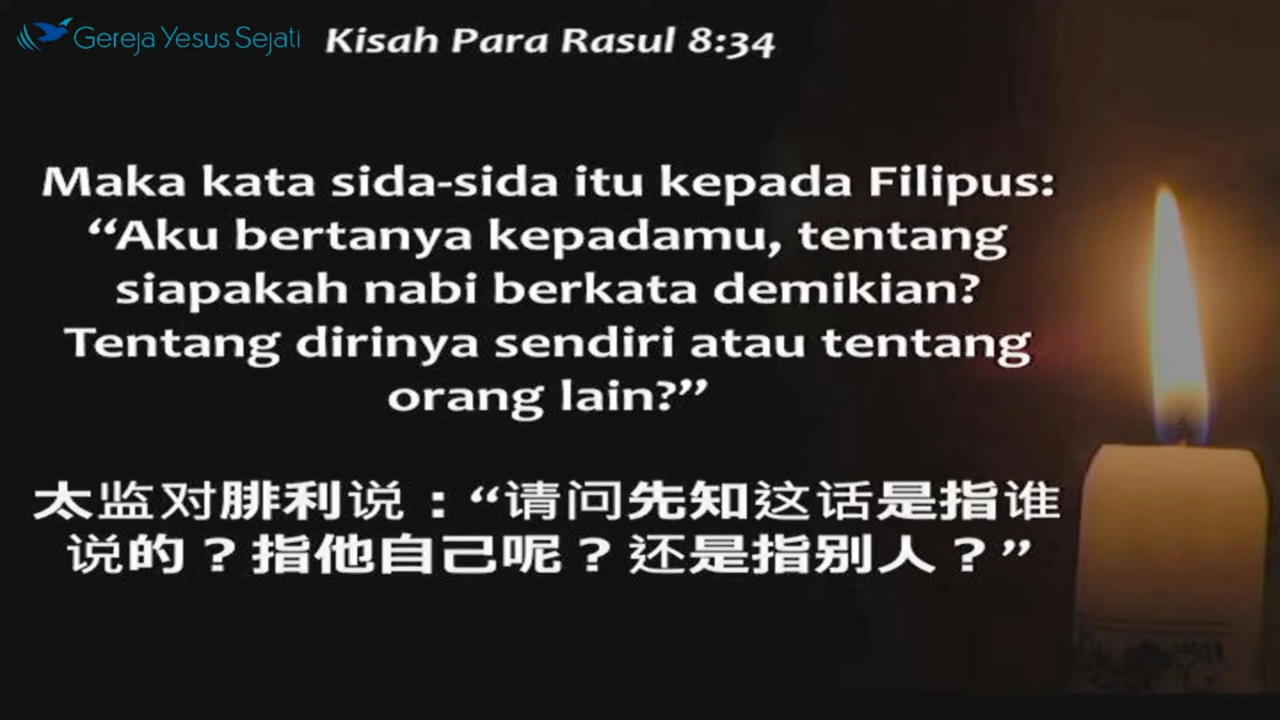 Gereja Yesus Sejati
Kisah Para Rasul 8:34
Maka kata sida-sida itu kepada Filipus:
“Aku bertanya kepadamu, tentang
siapakah nabi berkata demikian?
Tentang dirinya sendiri atau tentang
orang lain?”
太监对腓利说：“请问先知这话是指谁
说的？指他自己呢？还是指别人？”